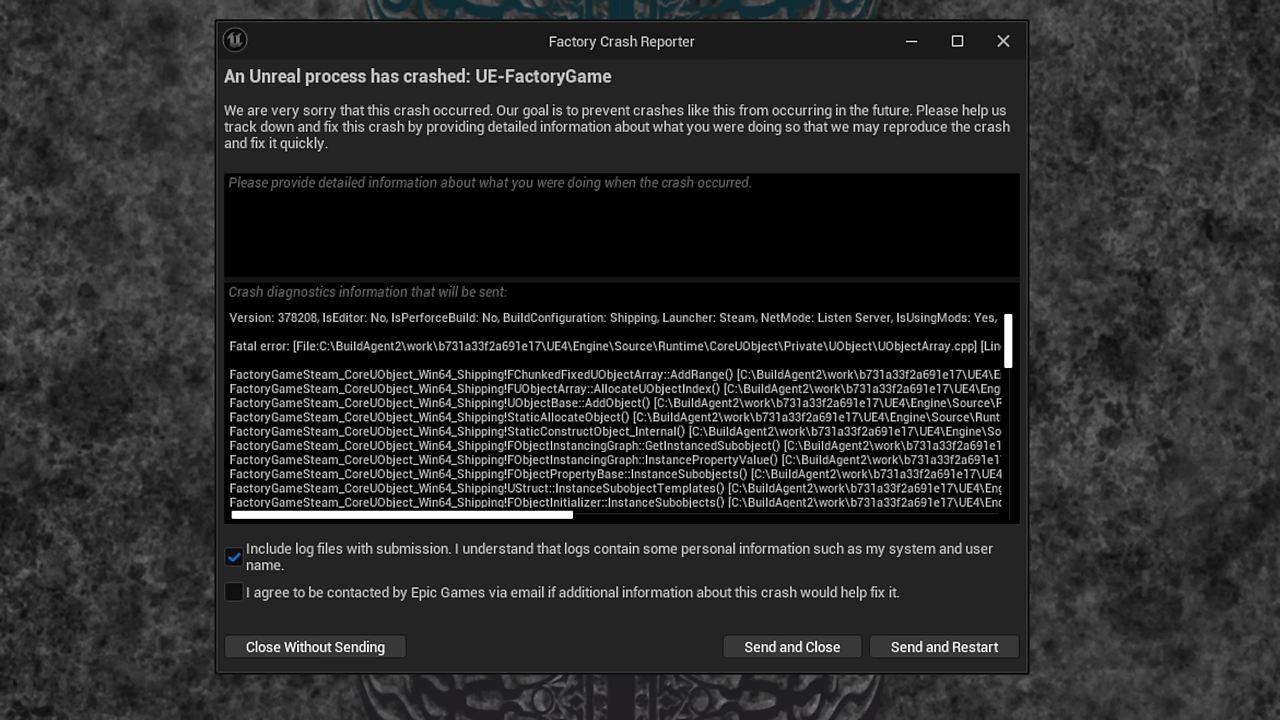 Factory Crash Reporter
An Unreal process has crashed: UE-FactoryGame
We are very sorry that this crash occurred. Our goal is to prevent crashes like this from occurring in the future. Please help us
track down and fix this crash by providing detailed information about what you were doing so that we may reproduce the crash
and fix it quickly.
Please provide detailed information about what you were doing when the crash occurred.
Crash diagnostics information that will be sent:
Version: 378208, IsEditor: No, IsPerforceBuild: No, BuildConfiguration: Shipping, Launcher: Steam, NetMode: Listen Server, IsUsingMods: Yes,
Fatal error: [File:C:\BuildAgent2\work\b731a33f2a691e17\UE4\Engine\Source\Runtime\CoreUObject\Private\UObject\UObjectArray.cpp] [Lin
FactoryGameSteam_CoreUObject_Win64_Shipping!FChunkedFixedUObjectArray::AddRange() [C:\BuildAgent2\work\b731a33f2a691e17\UE4\E
FactoryGameSteam_CoreUObject_Win64_Shipping!FUObjectArray::AllocateUObjectIndex() [C:\BuildAgent2\work\b731a33f2a691e17\UE4\Eng
FactoryGameSteam_CoreUObject_Win64_Shipping!UObjectBase::AddObject() [C:\BuildAgent2\work\b731a33f2a691e17\UE4\Engine\Source\R
FactoryGameSteam_CoreUObject_Win64_Shipping!StaticAllocateObject() [C:\BuildAgent2\work\b731a33f2a691e17\UE4\Engine\Source\Runt
FactoryGameSteam_CoreUObject_Win64_Shipping!StaticConstructObject_Internal() [C:\BuildAgent2\work\b731a33f2a691e17\UE4\Engine\So
FactoryGameSteam_CoreUObject_Win64_Shipping!FObjectInstancingGraph::GetInstancedSubobject() [C:\BuildAgent2\work\b731a33f2a691e1
FactoryGameSteam_CoreUObject_Win64_Shipping!FObjectInstancingGraph::InstancePropertyValue() [C:\BuildAgent2\work\b731a33f2a691e1
FactoryGameSteam_CoreUObject_Win64_Shipping!FObjectPropertyBase::InstanceSubobjects() [C:\BuildAgent2\work\b731a33f2a691e17\UE4
FactoryGameSteam_CoreUObject_Win64_Shipping!UStruct::InstanceSubobjectTemplates() [C:\BuildAgent2\work\b731a33f2a691e17\UE4\Eng
FactoryGameSteam_CoreUObject_Win64_Shipping!FObjectInitializer::InstanceSubobjects() [C:\BuildAgent2\work\b731a33f2a691e17\UE4\Eng
Include log files with submission. I understand that logs contain some personal information such as my system and user
name.
I agree to be contacted by Epic Games via email if additional information about this crash would help fix it.
Close Without Sending
Send and Close
Send and Restart